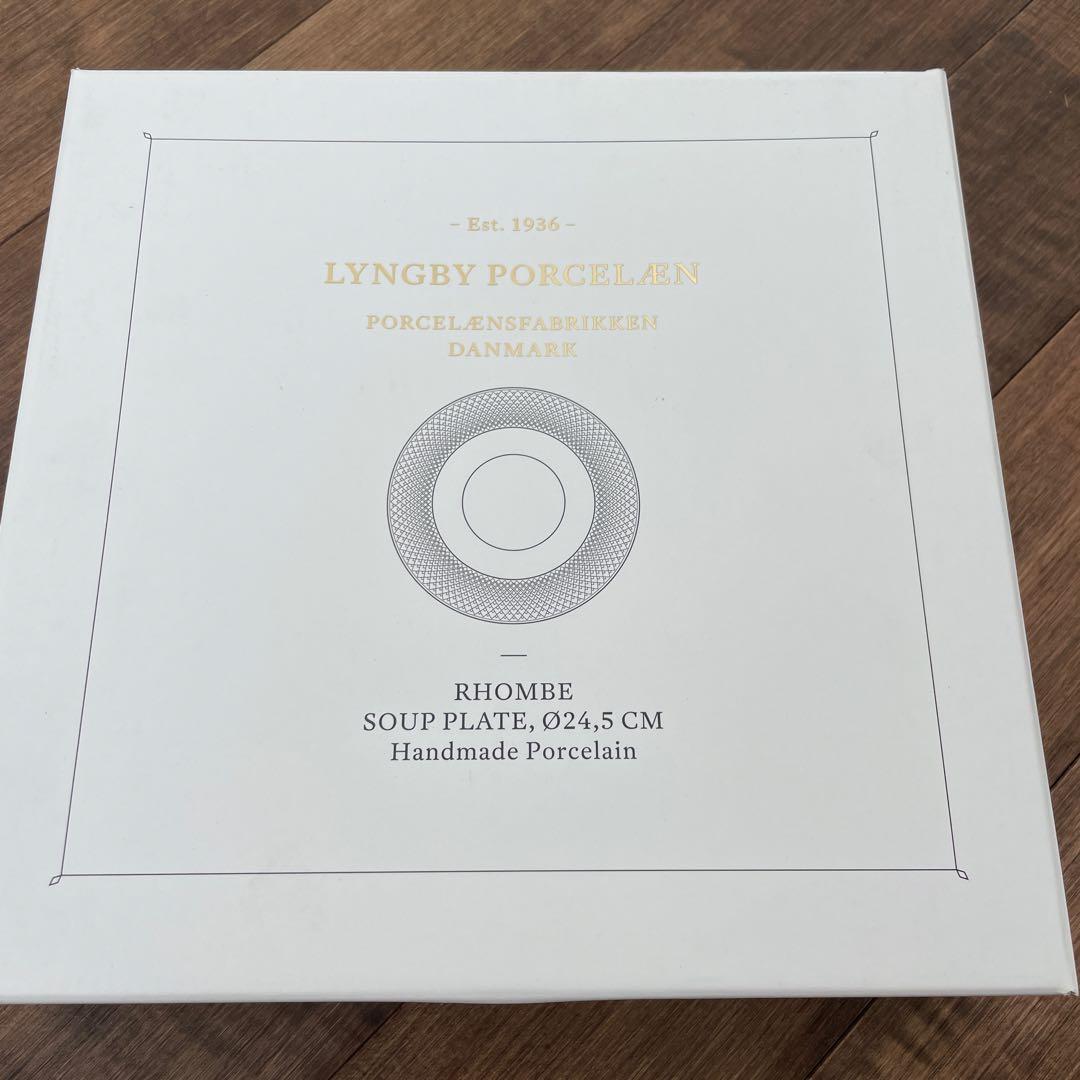 – Est. 1936 –
LYNGBY PORCELÆN
PORCELÆNSFABRIKKEN
DANMARK
RHOMBE
SOUP PLATE, Ø24,5 CM
Handmade Porcelain